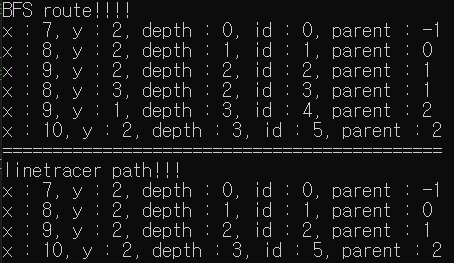 BFS route!!!!
x : 7, y : 2, depth : 0, id : 0, parent : -1
x : 8, y : 2, depth : 1, id : 1, parent : 0
x : 9, y : 2, depth : 2, id : 2, parent : 1
x : 8, y : 3, depth : 2, id : 3, parent : 1
x : 9, y : 1, depth : 3, id : 4, parent : 2
x : 10, y : 2, depth : 3, id : 5, parent : 2
============================================
linetracer path!!!
x : 7, y : 2, depth : 0, id : 0, parent : -1
x : 8, y : 2, depth : 1, id : 1, parent : 0
x : 9, y : 2, depth : 2, id : 2, parent : 1
x : 10, y : 2, depth : 3, id : 5, parent : 2